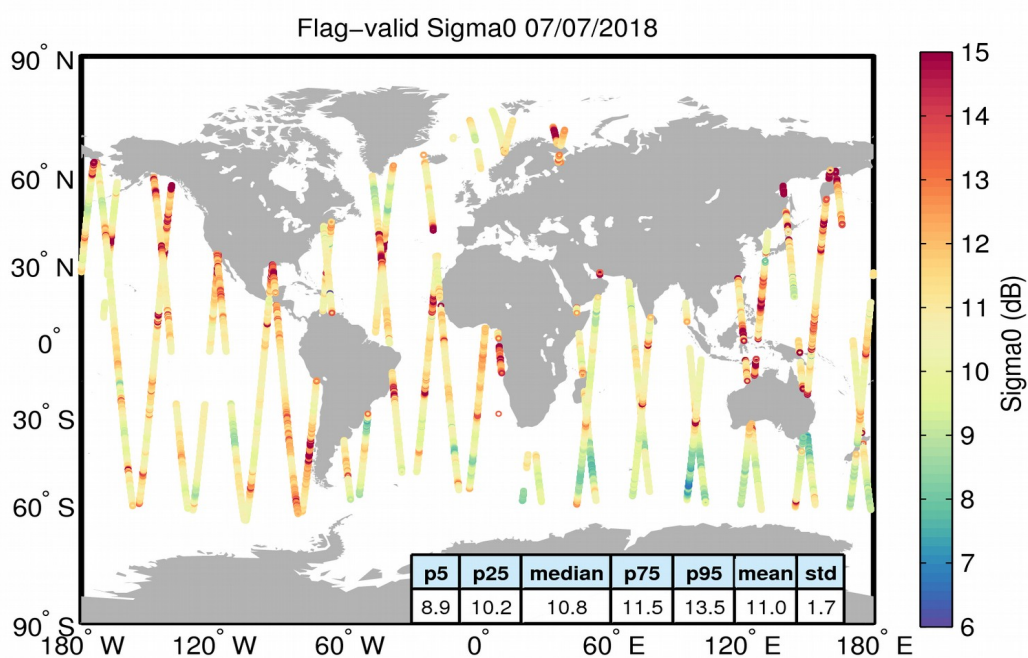 Flag−valid Sigma0 07/07/2018
90° N
60° N
30° N
0°
30° S
60° S
90° S
180° W
120° W
60° W
0°
60° E
120° E
180° E
15
14
13
12
11
10
9
8
7
6
Sigma0 (dB)
p5 p25 median p75 p95 mean std
8.9 10.2 10.8 11.5 13.5 11.0 1.7